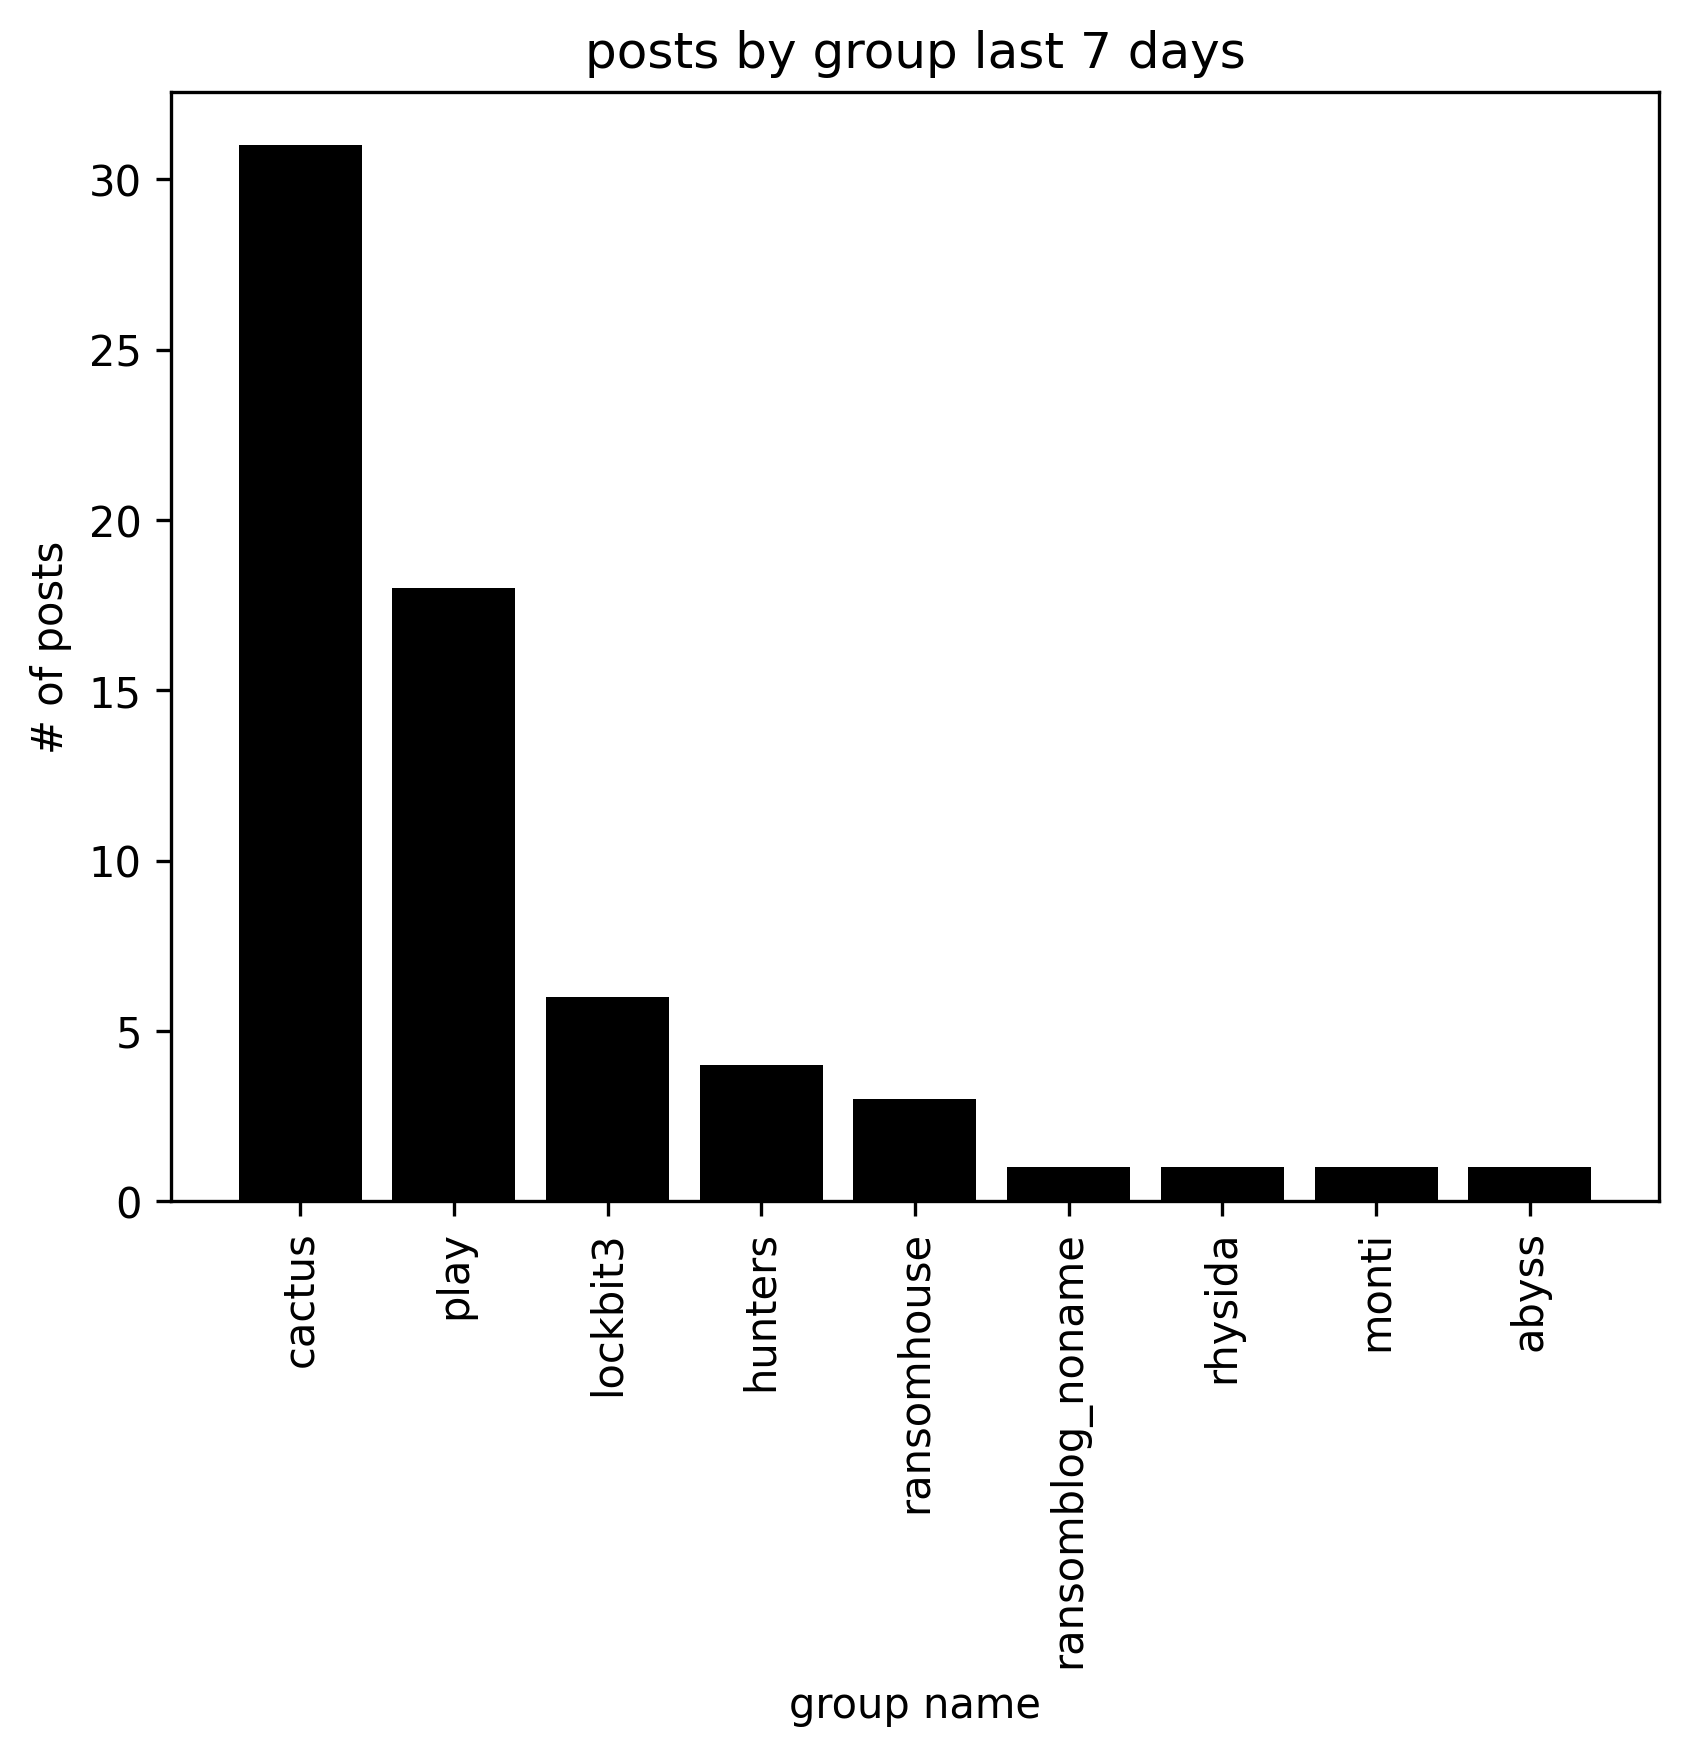 posts by group last 7 days
# of posts
30
25
20
15
10
5
0
cactus
play
lockbit3
hunters
ransomhouse
ransomblog_noname
rhysida
monti
abyss
group name